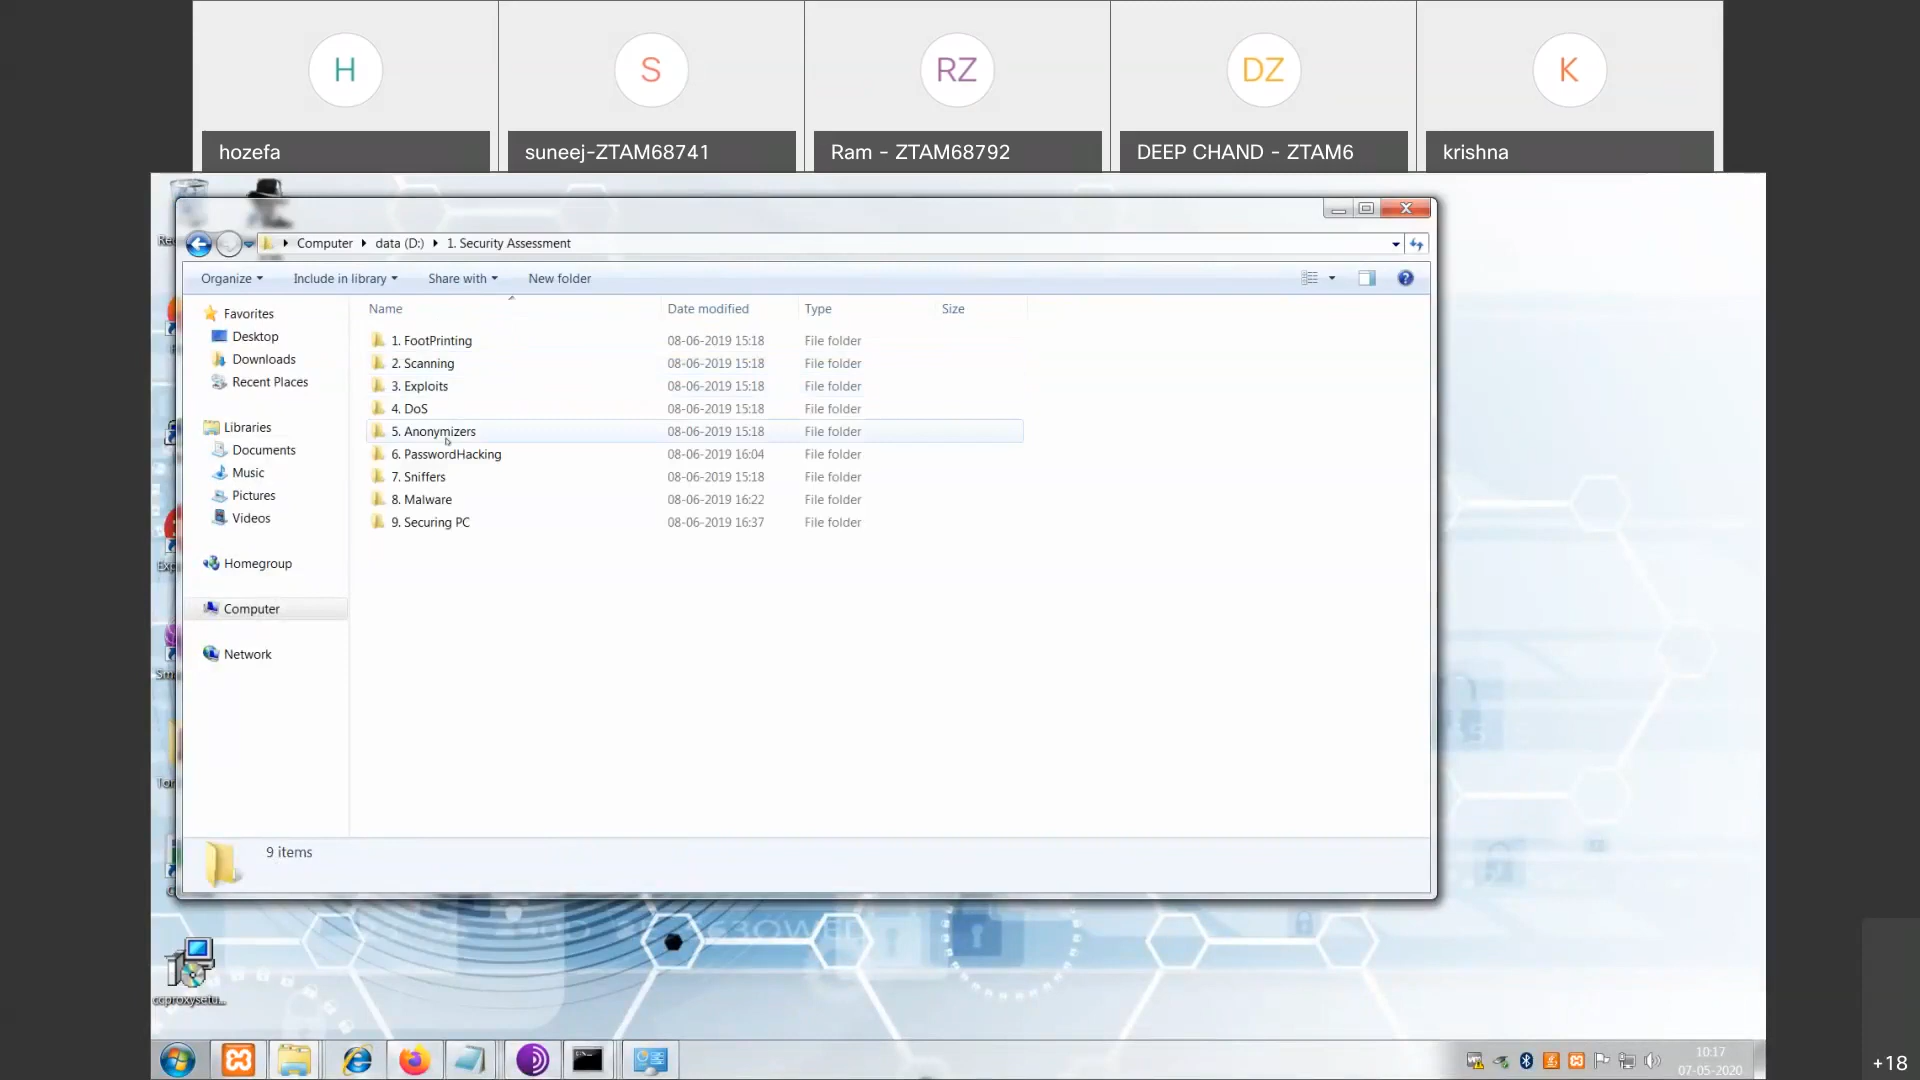 H
S
RZ
DZ
K
hozefa
suneej-ZTAM68741
Ram - ZTAM68792
DEEP CHAND - ZTAM6
krishna
Computer data (D:) 1. Security Assessment
Organize Include in library Share with New folder
Name Date modified Type Size
Favorites
Desktop
Downloads
Recent Places
Libraries
Documents
Music
Pictures
Videos
Homegroup
Computer
Network
1. FootPrinting 08-06-2019 15:18 File folder
2. Scanning 08-06-2019 15:18 File folder
3. Exploits 08-06-2019 15:18 File folder
4. DoS 08-06-2019 15:18 File folder
5. Anonymizers 08-06-2019 15:18 File folder
6. PasswordHacking 08-06-2019 16:04 File folder
7. Sniffers 08-06-2019 15:18 File folder
8. Malware 08-06-2019 16:22 File folder
9. Securing PC 08-06-2019 16:37 File folder
9 items
ccproxysetu...
10:17
07-05-2020
+18